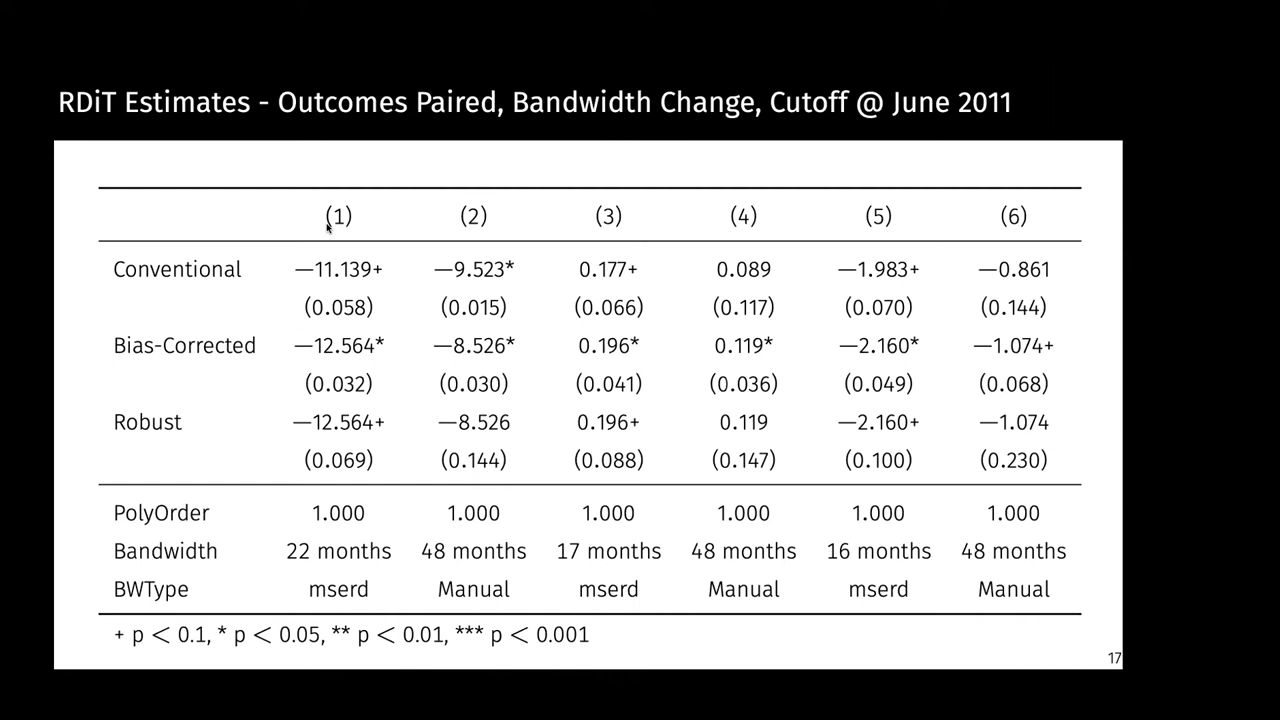 RDiT Estimates - Outcomes Paired, Bandwidth Change, Cutoff @ June 2011
(1) (2) (3) (4) (5) (6)
Conventional —11.139+ —9.523* 0.177+ 0.089 —1.983+ —0.861
(0.058) (0.015) (0.066) (0.117) (0.070) (0.144)
Bias-Corrected —12.564* —8.526* 0.196* 0.119* —2.160* —1.074+
(0.032) (0.030) (0.041) (0.036) (0.049) (0.068)
Robust —12.564+ —8.526 0.196+ 0.119 —2.160+ —1.074
(0.069) (0.144) (0.088) (0.147) (0.100) (0.230)
PolyOrder 1.000 1.000 1.000 1.000 1.000 1.000
Bandwidth 22 months 48 months 17 months 48 months 16 months 48 months
BWType mserd Manual mserd Manual mserd Manual
+ p < 0.1, * p < 0.05, ** p < 0.01, *** p < 0.001
17